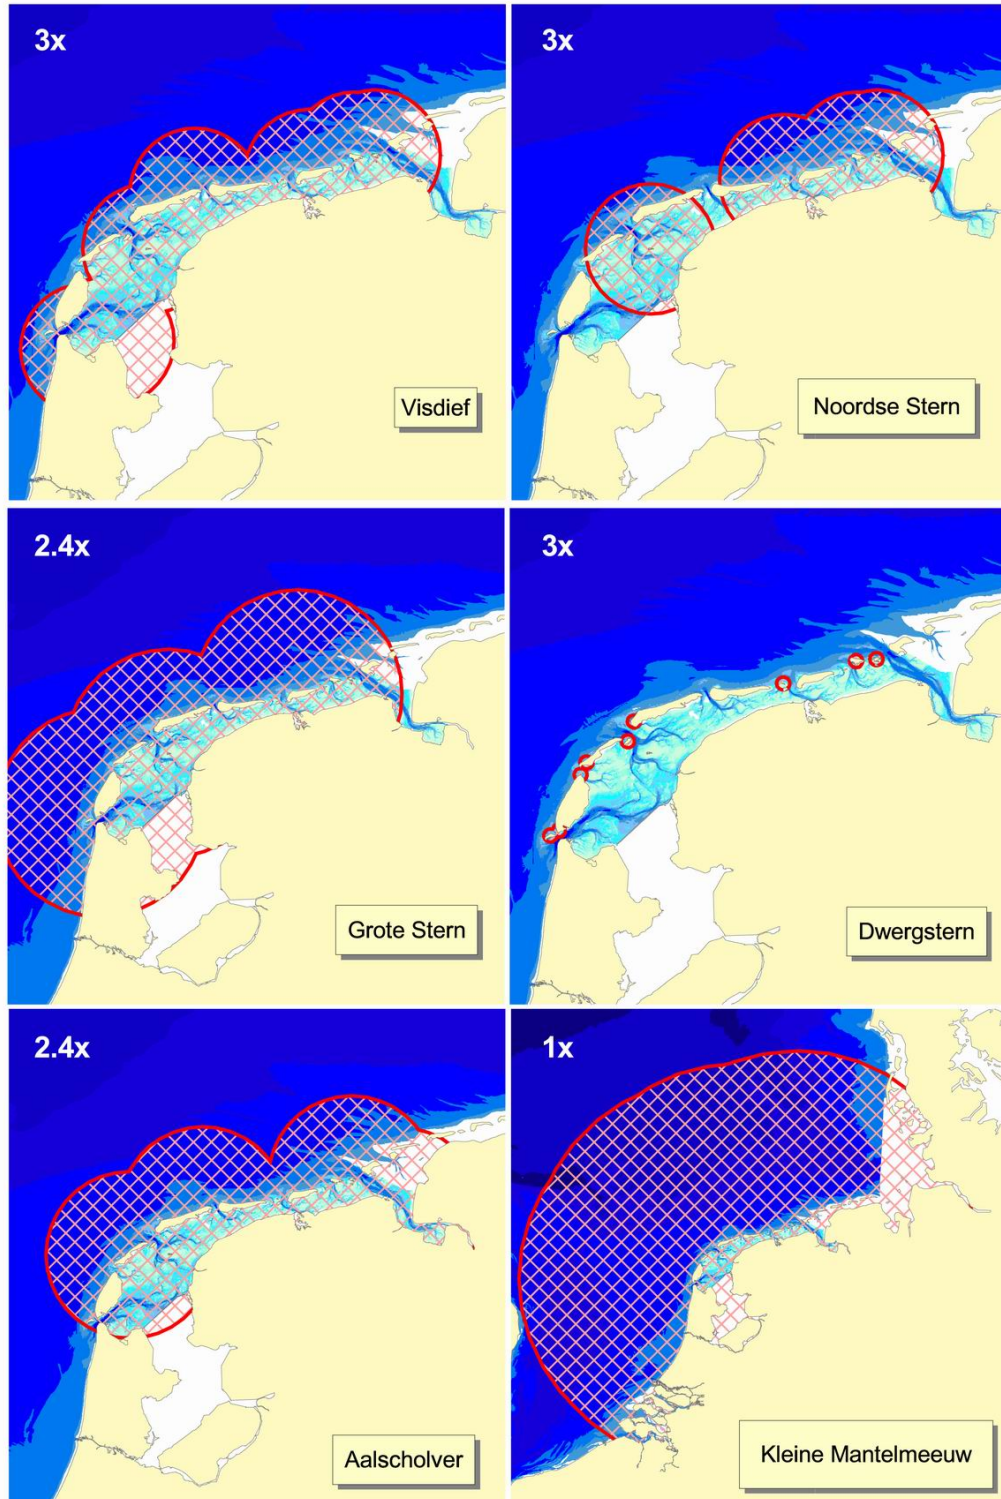 3x
Visdief
3x
Noordse Stern
2.4x
Grote Stern
3x
Dwergstern
2.4x
Aalscholver
1x
Kleine Mantelmeeuw